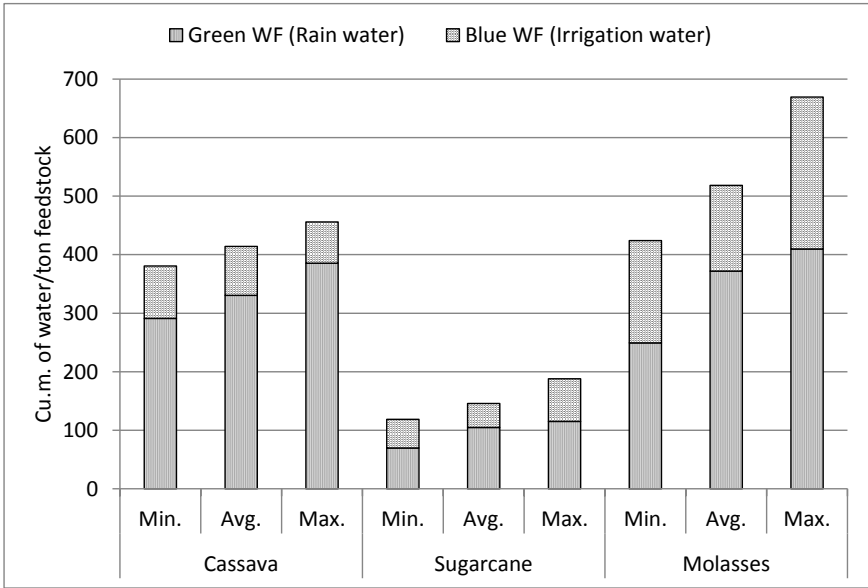 Green WF (Rain water) Blue WF (Irrigation water)
Cu.m. of water/ton feedstock
700
600
500
400
300
200
100
0
Min. Avg. Max. Min. Avg. Max. Min. Avg. Max.
Cassava Sugarcane Molasses